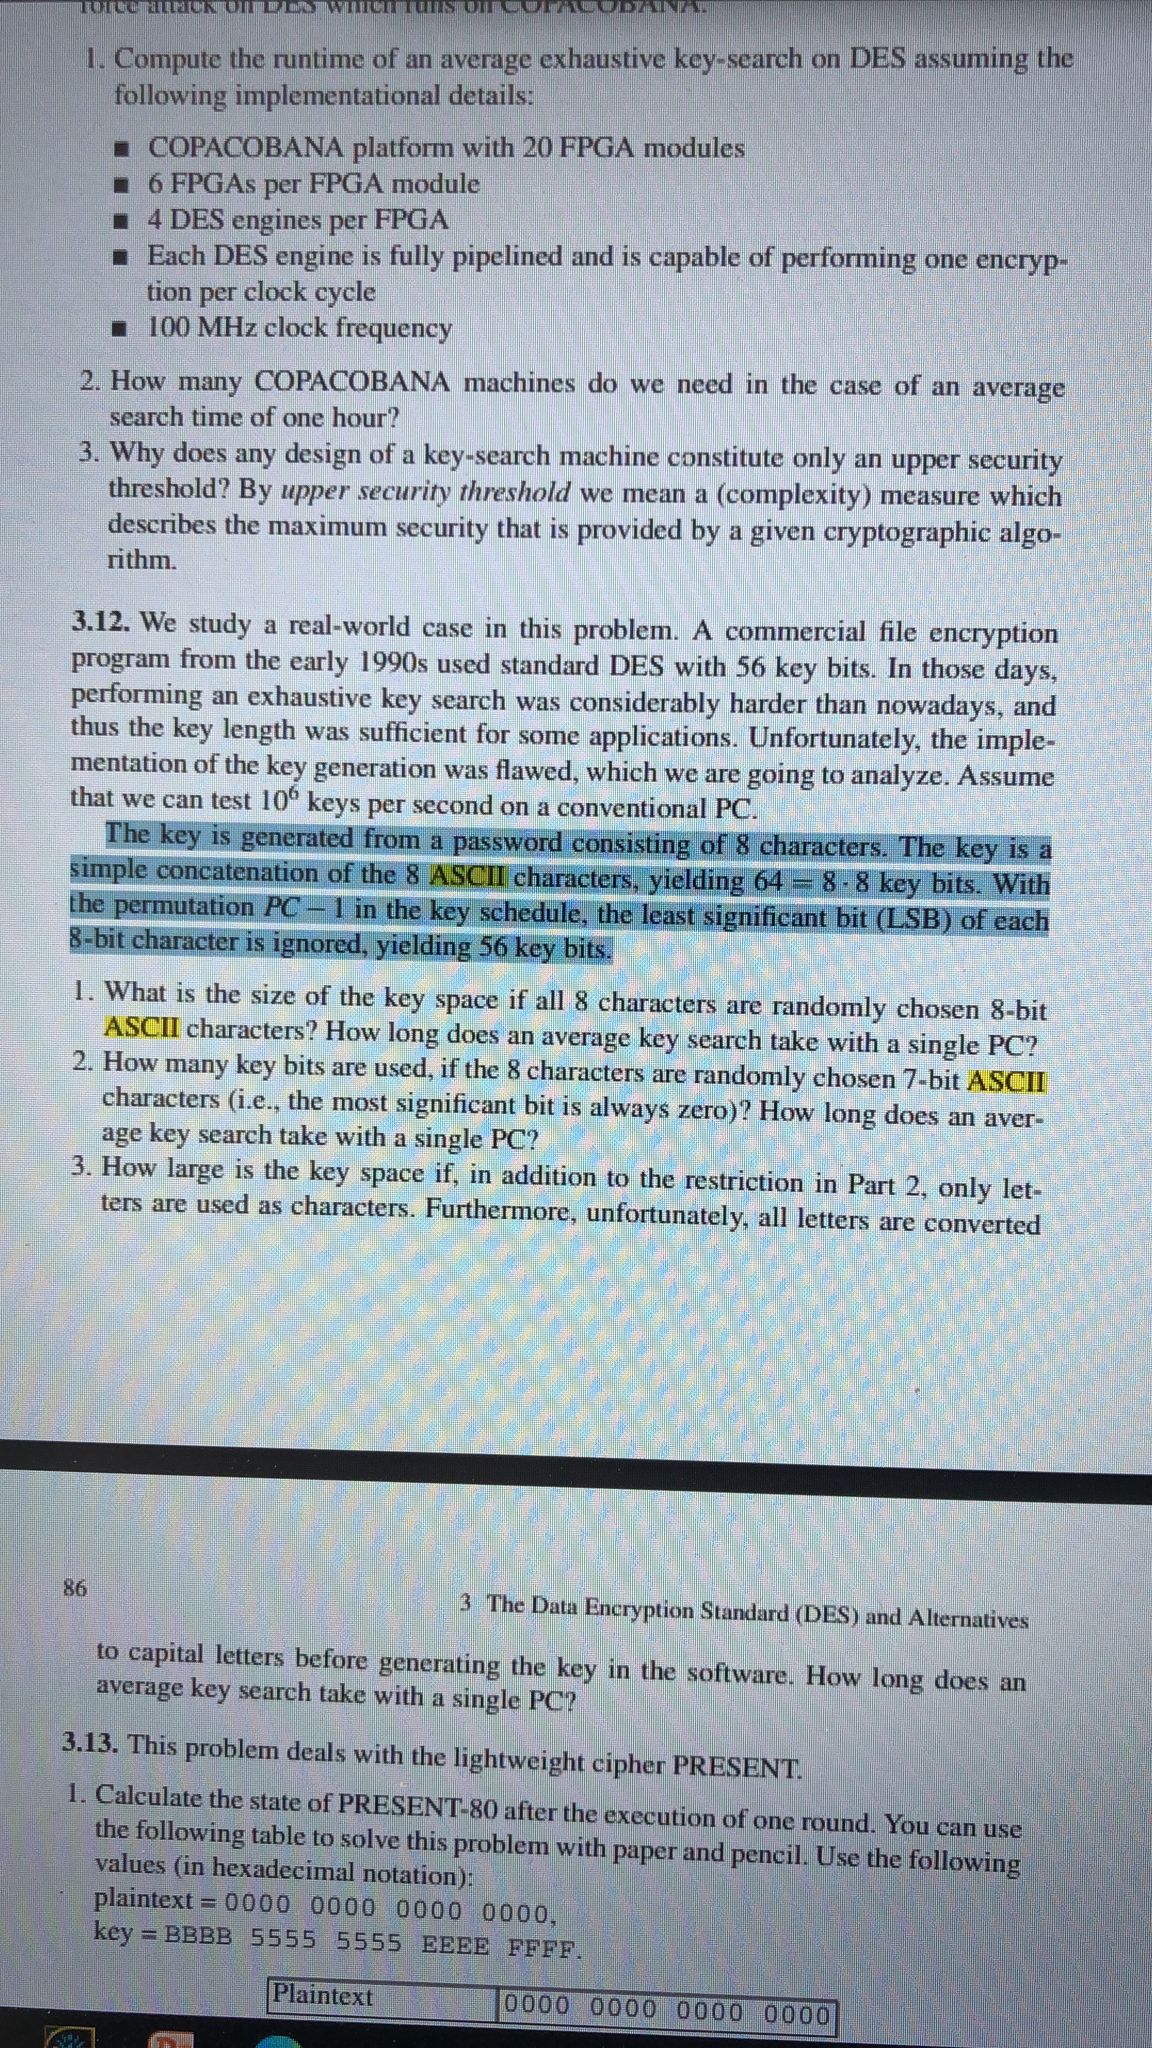 force attack on DES which runs on COPACOBANA.
1. Compute the runtime of an average exhaustive key-search on DES assuming the
following implementational details:
■ COPACOBANA platform with 20 FPGA modules
■ 6 FPGAs per FPGA module
■ 4 DES engines per FPGA
■ Each DES engine is fully pipelined and is capable of performing one encryp-
tion per clock cycle
■ 100 MHz clock frequency
2. How many COPACOBANA machines do we need in the case of an average
search time of one hour?
3. Why does any design of a key-search machine constitute only an upper security
threshold? By upper security threshold we mean a (complexity) measure which
describes the maximum security that is provided by a given cryptographic algo-
rithm.
3.12. We study a real-world case in this problem. A commercial file encryption
program from the early 1990s used standard DES with 56 key bits. In those days,
performing an exhaustive key search was considerably harder than nowadays, and
thus the key length was sufficient for some applications. Unfortunately, the imple-
mentation of the key generation was flawed, which we are going to analyze. Assume
that we can test 10⁶ keys per second on a conventional PC.
The key is generated from a password consisting of 8 characters. The key is a
simple concatenation of the 8 ASCII characters, yielding 64 = 8 · 8 key bits. With
the permutation PC − 1 in the key schedule, the least significant bit (LSB) of each
8-bit character is ignored, yielding 56 key bits.
1. What is the size of the key space if all 8 characters are randomly chosen 8-bit
ASCII characters? How long does an average key search take with a single PC?
2. How many key bits are used, if the 8 characters are randomly chosen 7-bit ASCII
characters (i.e., the most significant bit is always zero)? How long does an aver-
age key search take with a single PC?
3. How large is the key space if, in addition to the restriction in Part 2, only let-
ters are used as characters. Furthermore, unfortunately, all letters are converted
86
3 The Data Encryption Standard (DES) and Alternatives
to capital letters before generating the key in the software. How long does an
average key search take with a single PC?
3.13. This problem deals with the lightweight cipher PRESENT.
1. Calculate the state of PRESENT-80 after the execution of one round. You can use
the following table to solve this problem with paper and pencil. Use the following
values (in hexadecimal notation):
plaintext = 0000 0000 0000 0000,
key = BBBB 5555 5555 EEEE FFFF.
Plaintext 0000 0000 0000 0000